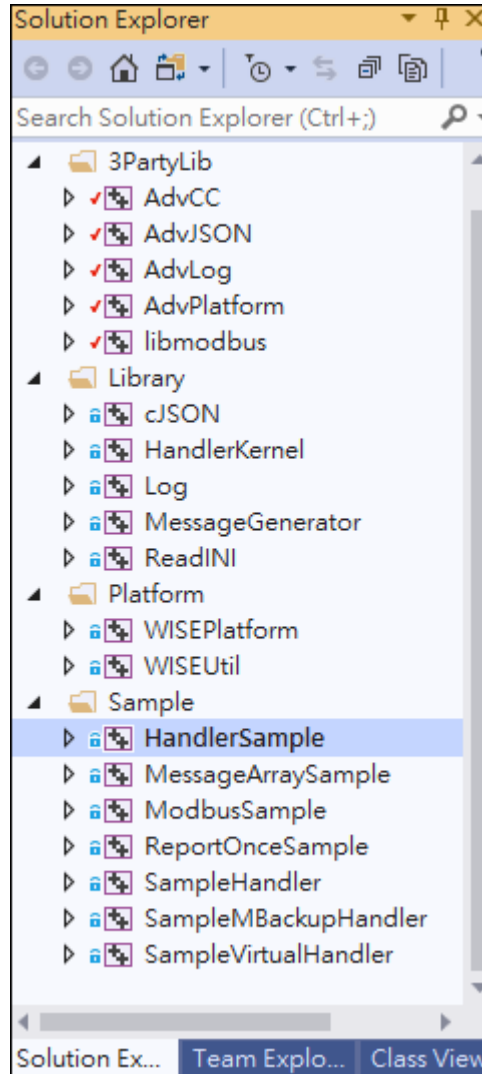 Solution Explorer
Search Solution Explorer (Ctrl+;)
3PartyLib
AdvCC
AdvJSON
AdvLog
AdvPlatform
libmodbus
Library
cJSON
HandlerKernel
Log
MessageGenerator
ReadINI
Platform
WISEPlatform
WISEUtil
Sample
HandlerSample
MessageArraySample
ModbusSample
ReportOnceSample
SampleHandler
SampleMBackupHandler
SampleVirtualHandler
Solution Ex... Team Explo... Class View